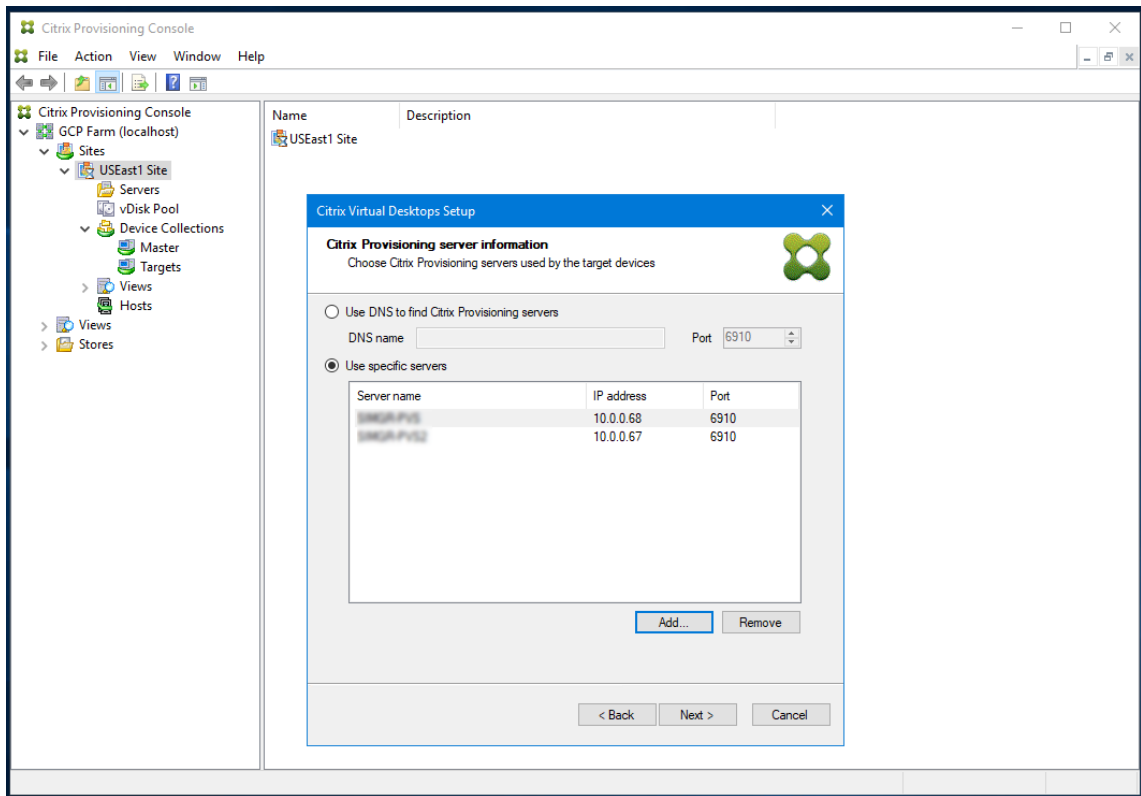 Citrix Provisioning Console
File Action View Window Help
Citrix Provisioning Console
GCP Farm (localhost)
Sites
USEast1 Site
Servers
vDisk Pool
Device Collections
Master
Targets
Views
Hosts
Views
Stores
Name Description
USEast1 Site
Citrix Virtual Desktops Setup
Citrix Provisioning server information
Choose Citrix Provisioning servers used by the target devices
Use DNS to find Citrix Provisioning servers
DNS name Port 6910
Use specific servers
Server name IP address Port
10.0.0.68 6910
10.0.0.67 6910
Add... Remove
< Back Next > Cancel